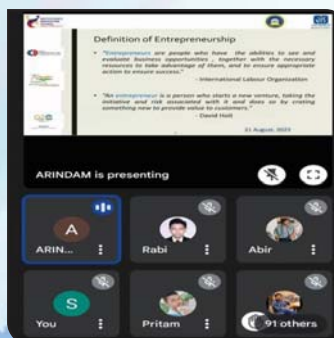 Definition of Entrepreneurship
"Entrepreneurs are people who have the abilities to see and
evaluate business opportunities , together with the necessary
resources to take advantage of them, and to ensure appropriate
action to ensure success."
- International Labour Organization
"An entrepreneur is a person who starts a new venture, taking the
initiative and risk associated with it and does so by crating
something new to provide value to customers."
- David Holt
31 August, 2023
ARINDAM is presenting
A
ARIN...
Rabi
Abir
S
You
Pritam
91 others